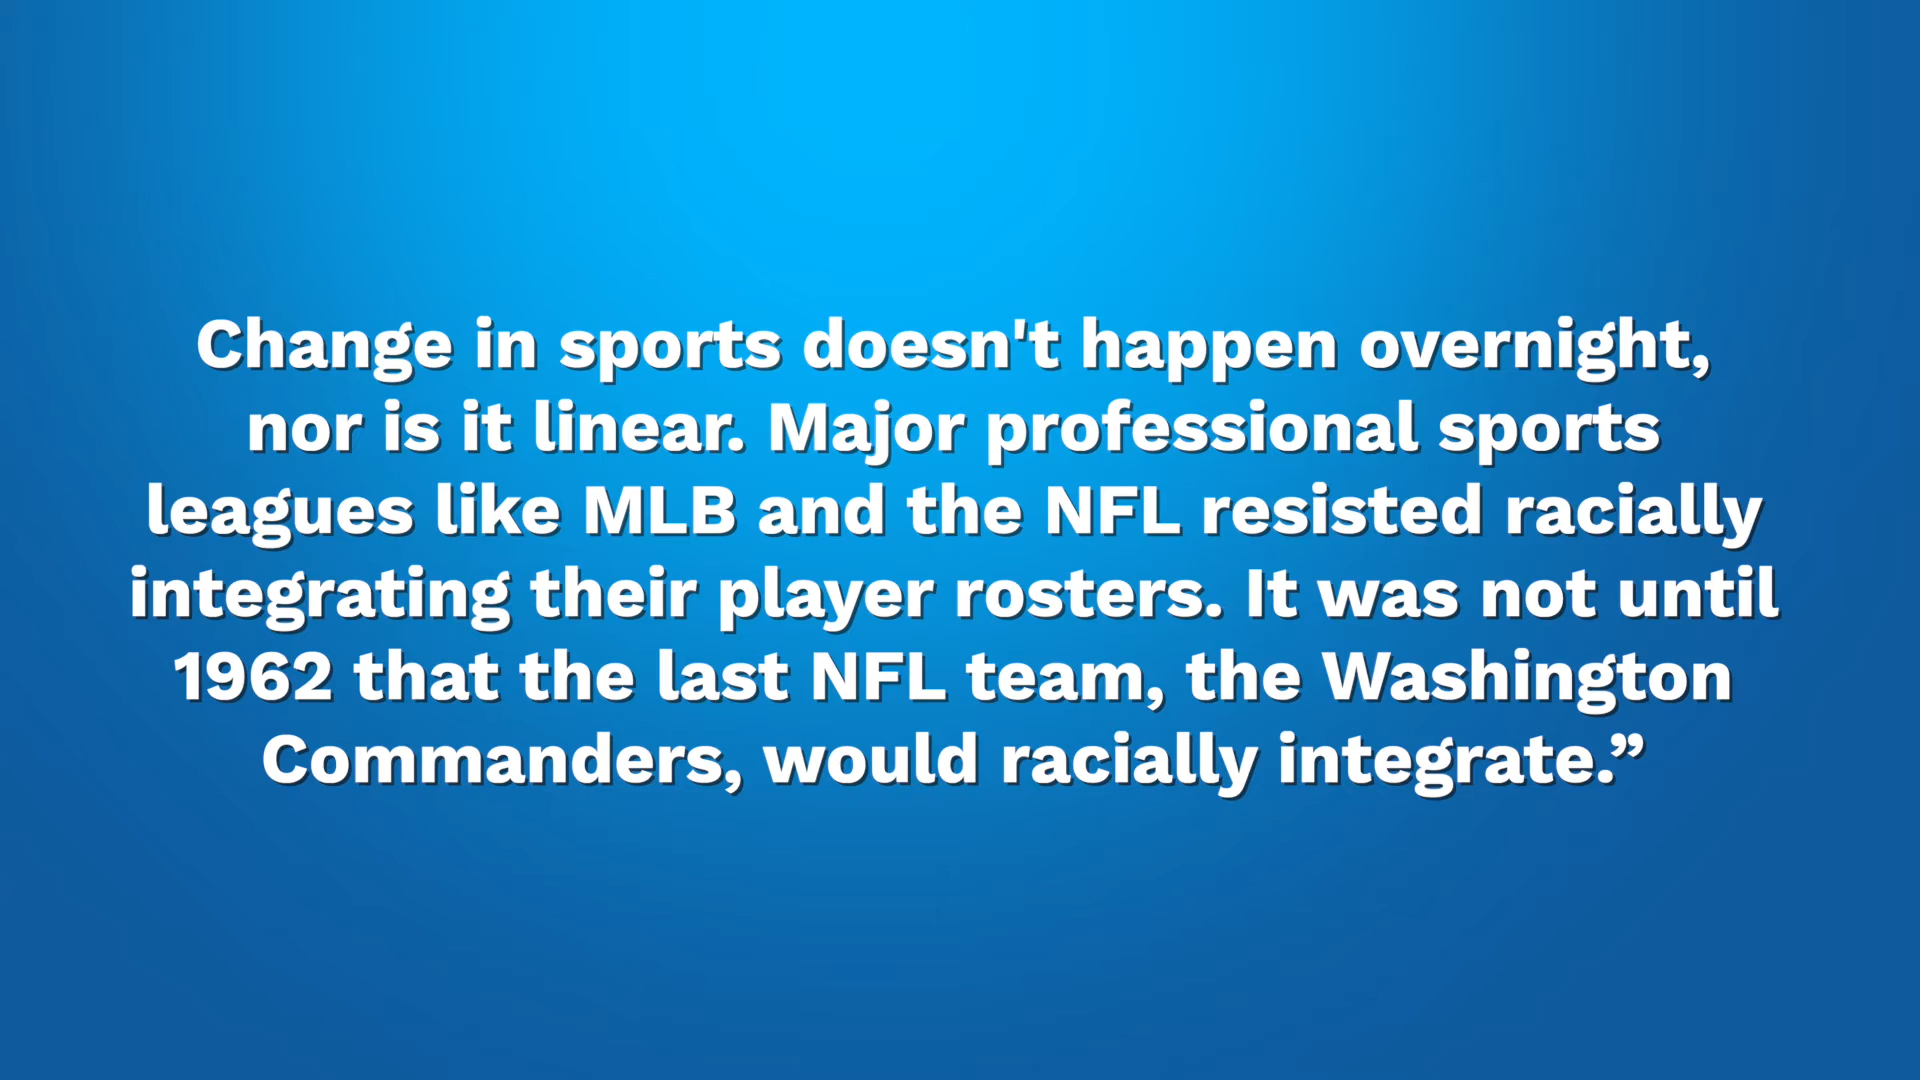 Change in sports doesn't happen overnight,
nor is it linear. Major professional sports
leagues like MLB and the NFL resisted racially
integrating their player rosters. It was not until
1962 that the last NFL team, the Washington
Commanders, would racially integrate.”